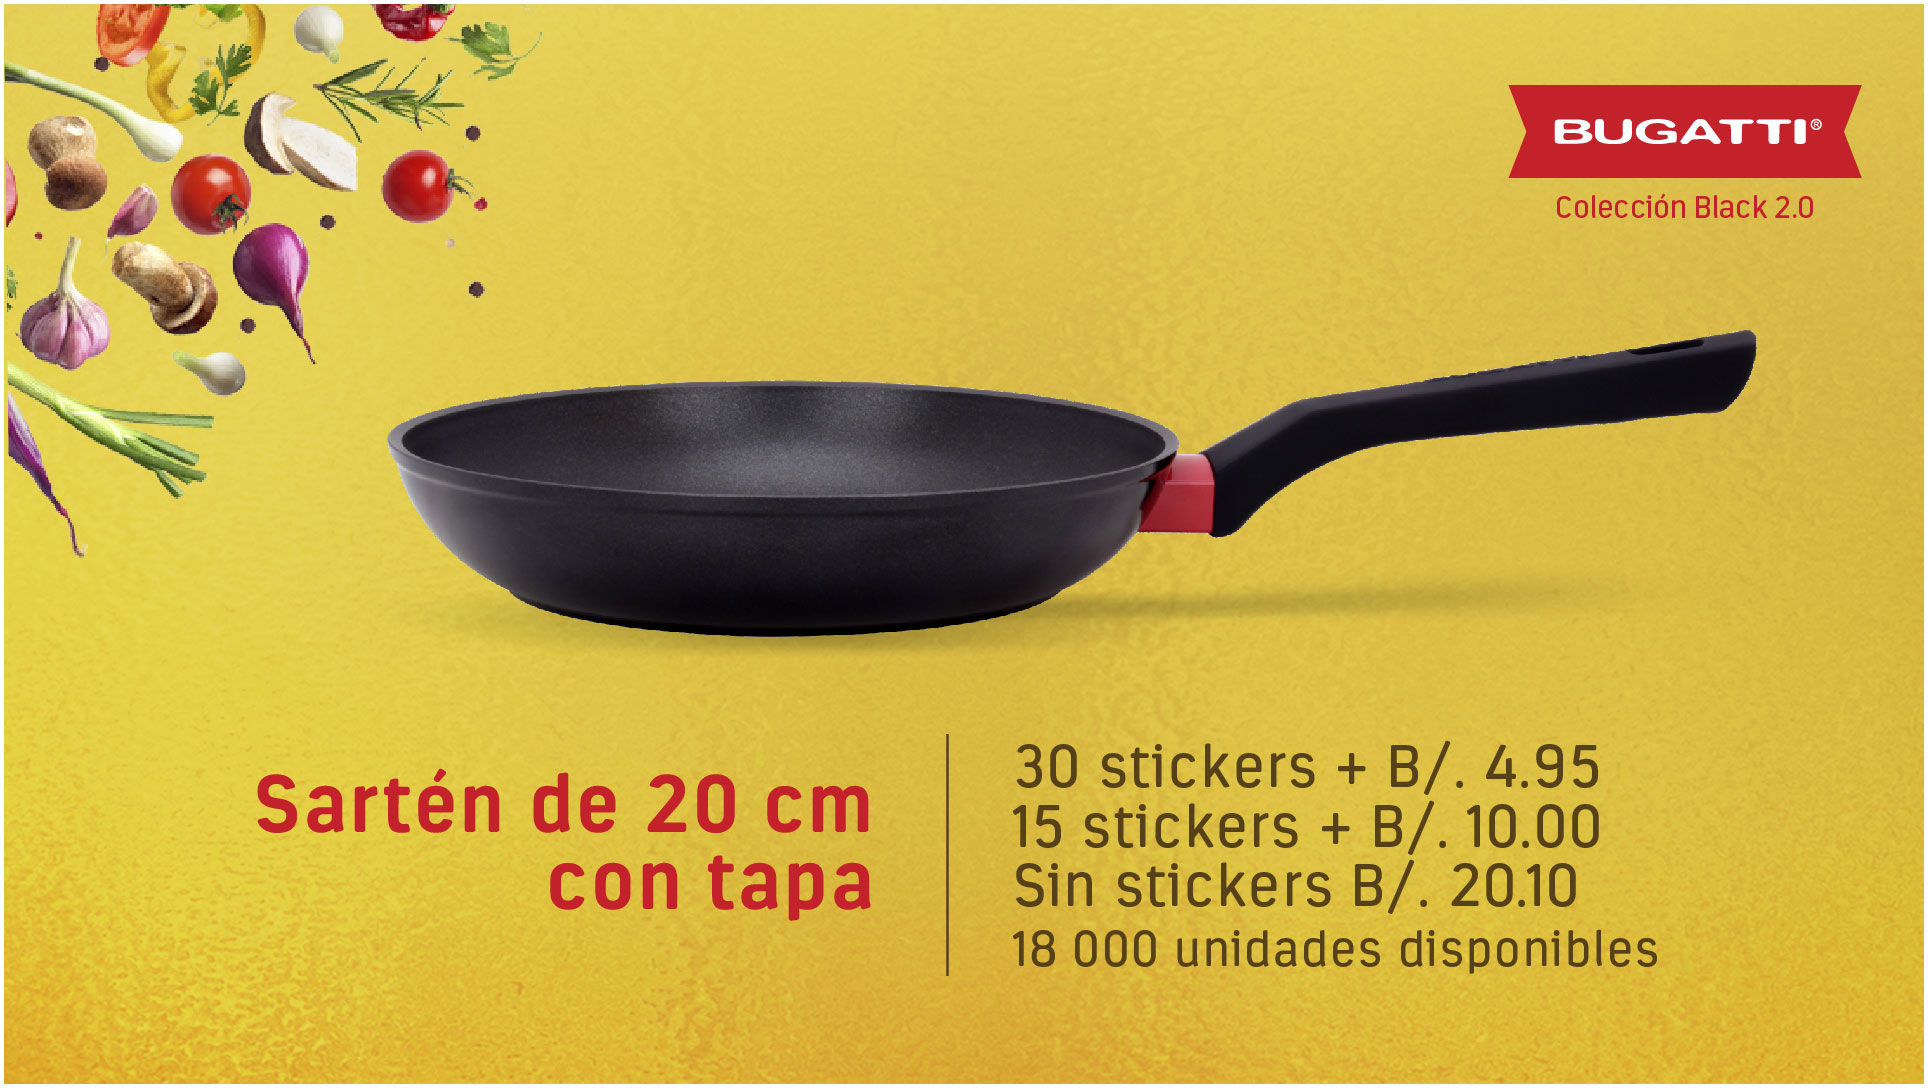 BUGATTI®
Colección Black 2.0
Sartén de 20 cm
con tapa
30 stickers + B/. 4.95
15 stickers + B/. 10.00
Sin stickers B/. 20.10
18 000 unidades disponibles